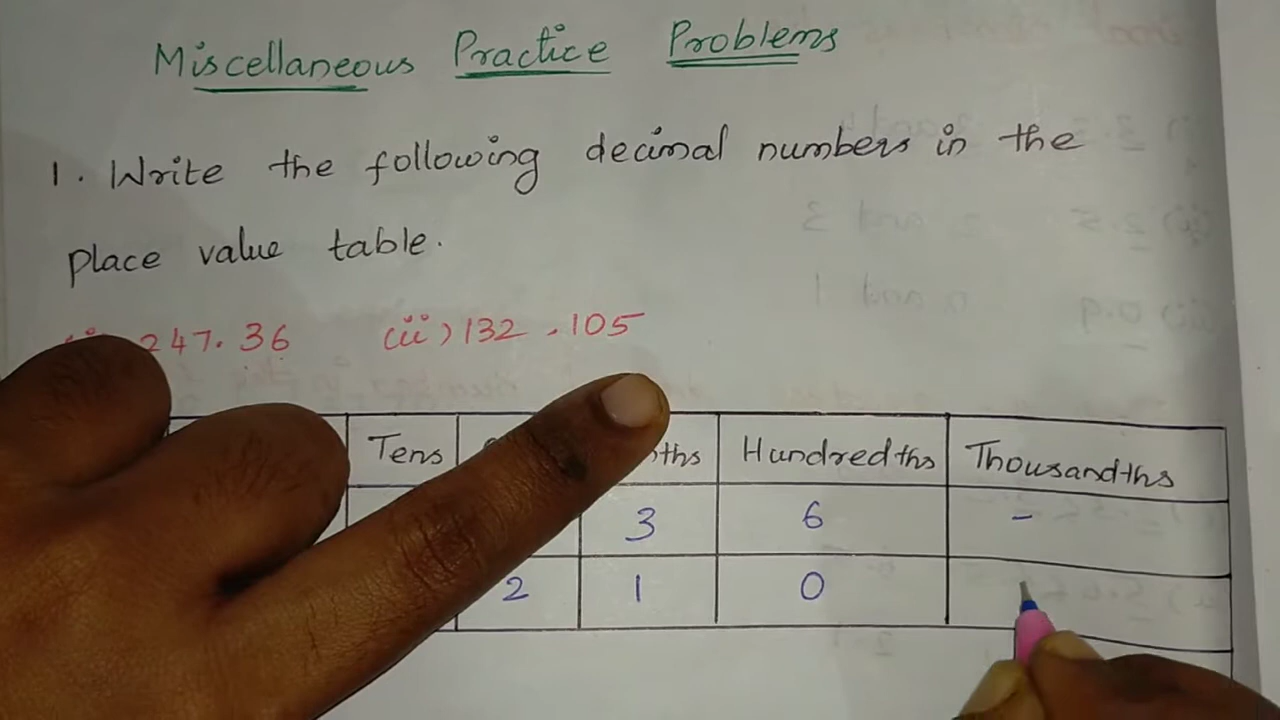 Miscellaneous Practice Problems
1. Write the following decimal numbers in the
place value table.
247.36 (ii) 132.105
Tens Hundredths Thousandths
3 6 -
2 1 0